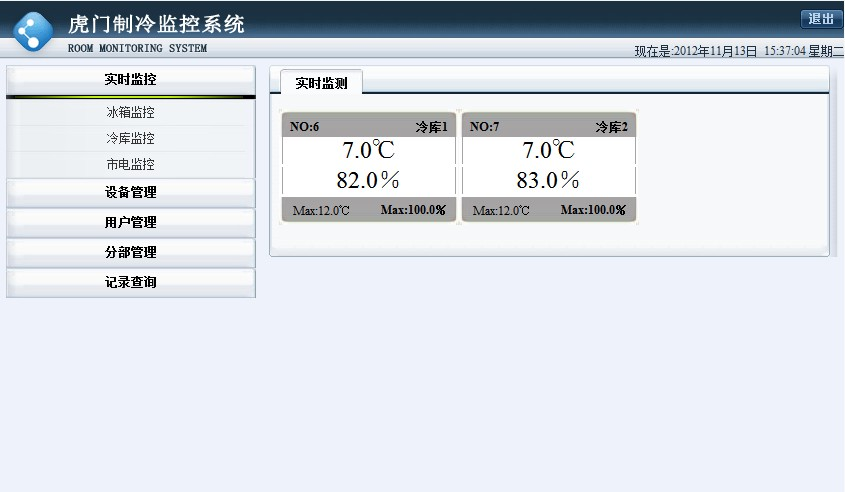 虎门制冷监控系统
ROOM MONITORING SYSTEM
退出
现在是:2012年11月13日 15:37:04 星期二
实时监控
冰箱监控
冷库监控
市电监控
设备管理
用户管理
分部管理
记录查询
实时监测
NO:6 冷库1
7.0℃
82.0%
Max:12.0℃ Max:100.0%
NO:7 冷库2
7.0℃
83.0%
Max:12.0℃ Max:100.0%